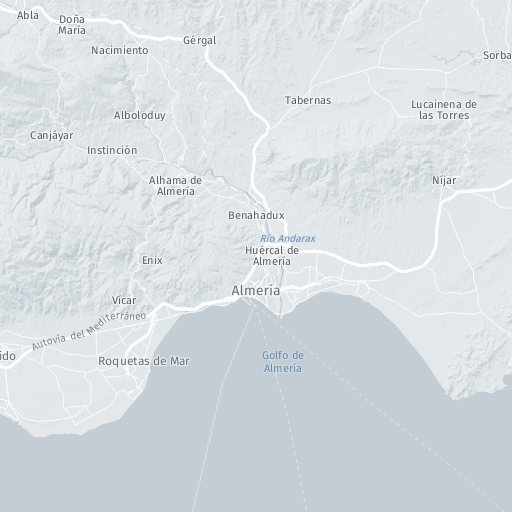 Abla
Doña
María
Nacimiento
Gérgal
Sorba
Tabernas
Lucainena de
las Torres
Alboloduy
Canjáyar
Instinción
Alhama de
Almería
Níjar
Benahadux
Río Andarax
Huércal de
Almería
Enix
Almería
Vícar
Autovía del Mediterráneo
ido
Roquetas de Mar
Golfo de
Almería